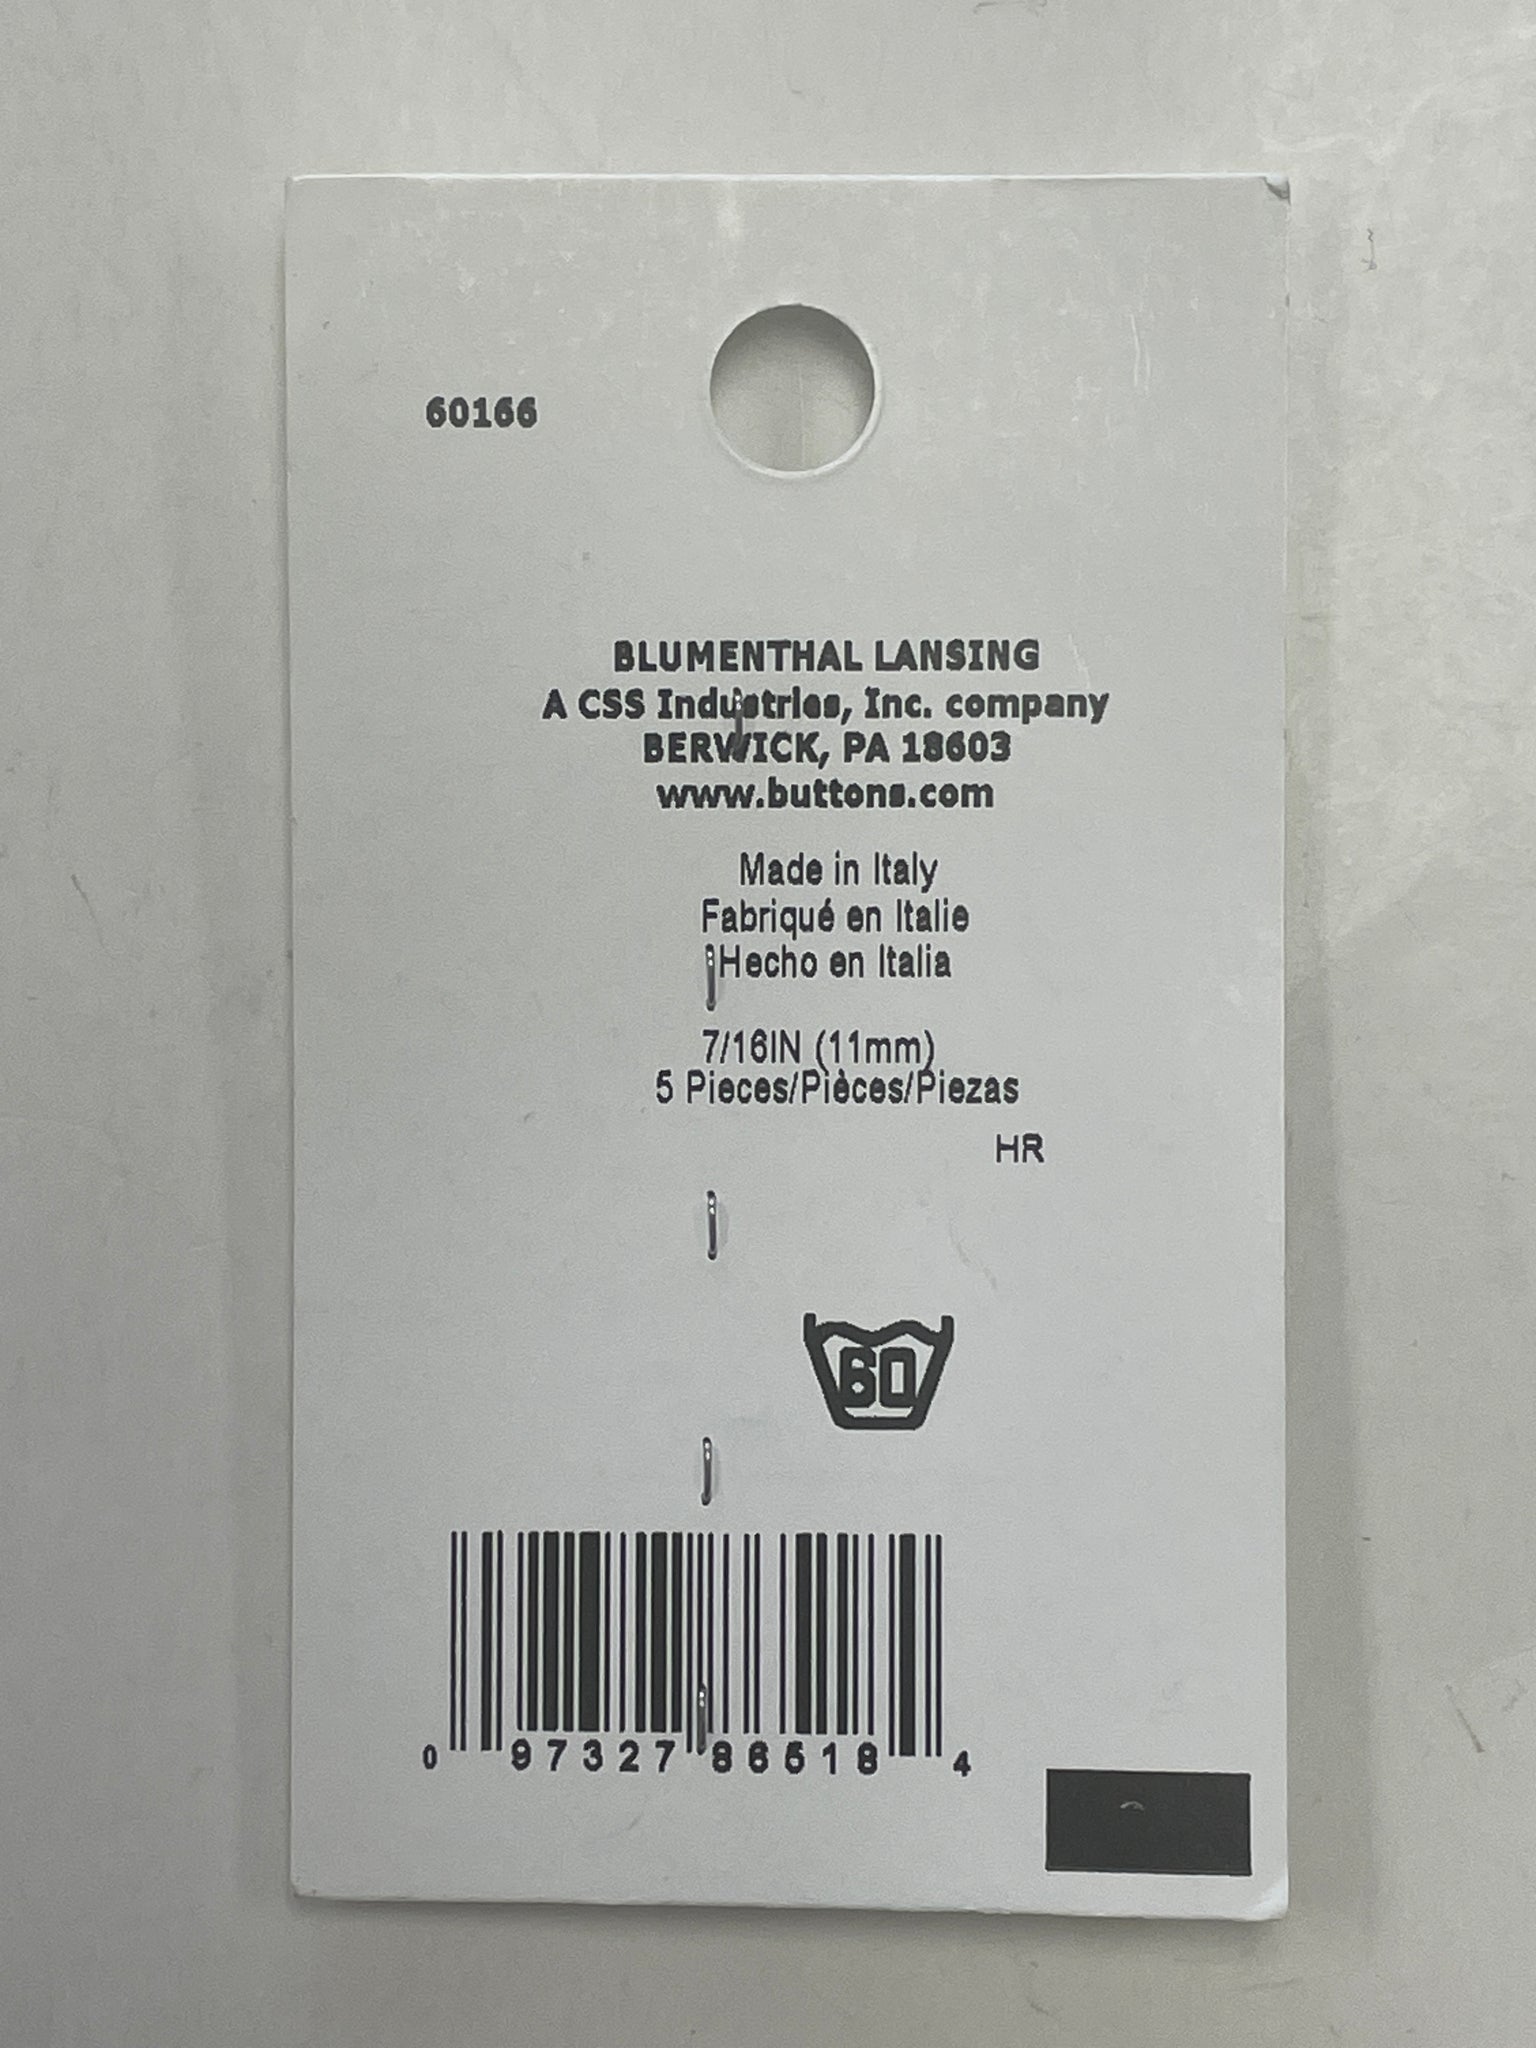 60166
BLUMENTHAL LANSING
A CSS Industries, Inc. company
BERWICK, PA 18603
www.buttons.com
Made in Italy
Fabriqué en Italie
Hecho en Italia
7/16IN (11mm)
5 Pieces/Pièces/Piezas
HR
60
0 97327 86518 4